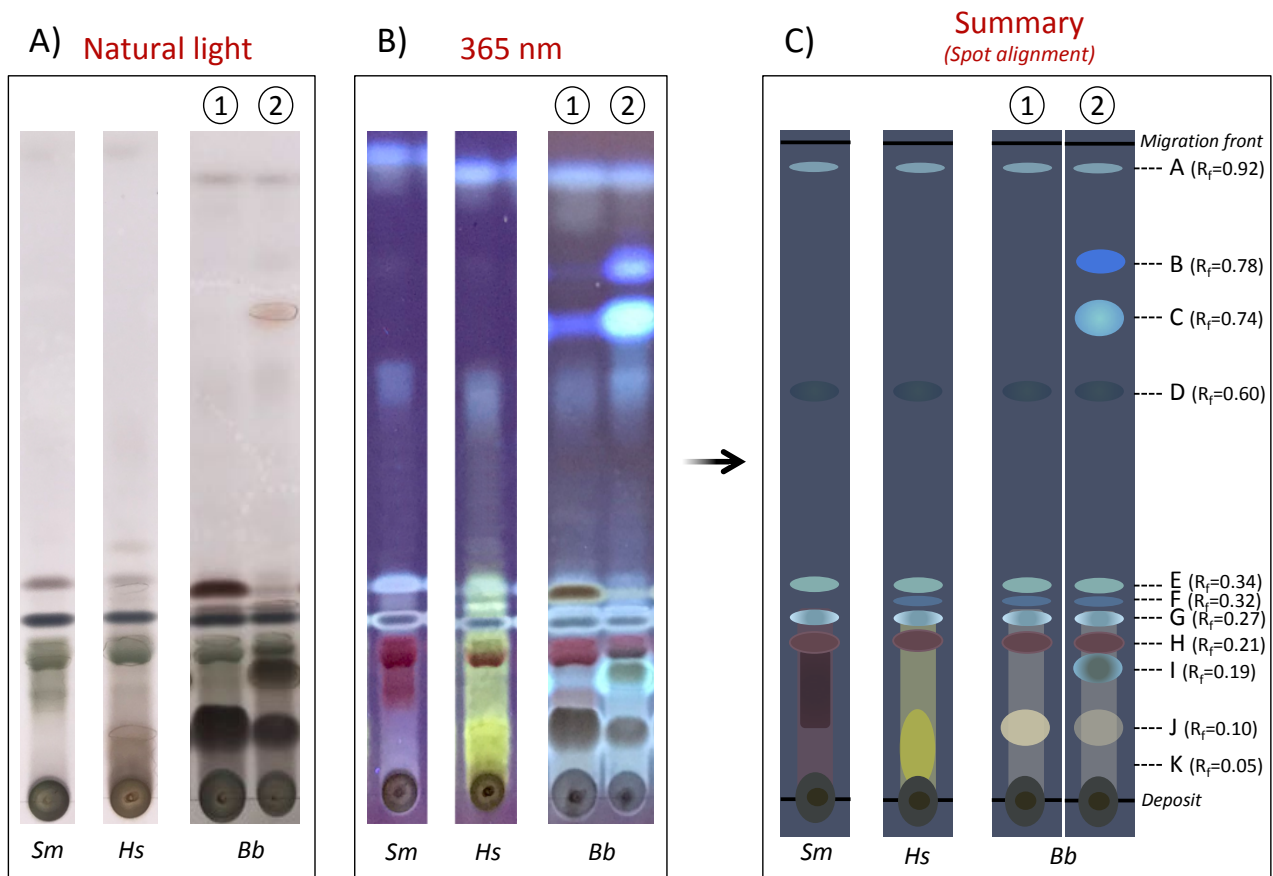 A) Natural light
B) 365 nm
C) Summary
(Spot alignment)
1 2
1 2
1 2
Migration front
A (Rf=0.92)
B (Rf=0.78)
C (Rf=0.74)
D (Rf=0.60)
E (Rf=0.34)
F (Rf=0.32)
G (Rf=0.27)
H (Rf=0.21)
I (Rf=0.19)
J (Rf=0.10)
K (Rf=0.05)
Deposit
Sm Hs Bb
Sm Hs Bb
Sm Hs Bb